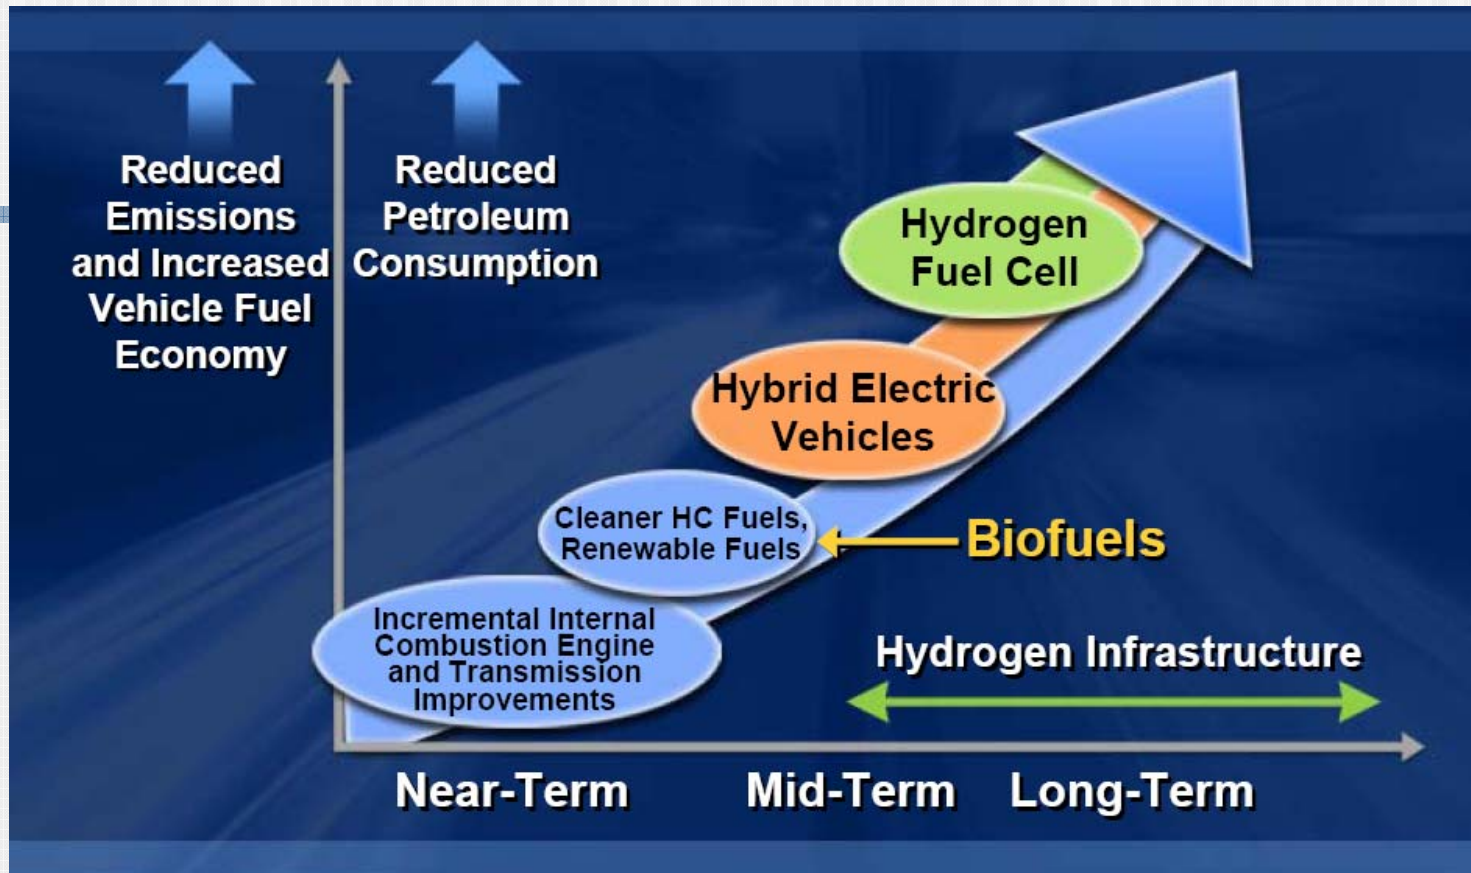 Reduced
Emissions
and Increased
Vehicle Fuel
Economy
Reduced
Petroleum
Consumption
Hydrogen
Fuel Cell
Hybrid Electric
Vehicles
Cleaner HC Fuels,
Renewable Fuels
Biofuels
Incremental Internal
Combustion Engine
and Transmission
Improvements
Hydrogen Infrastructure
Near-Term
Mid-Term
Long-Term